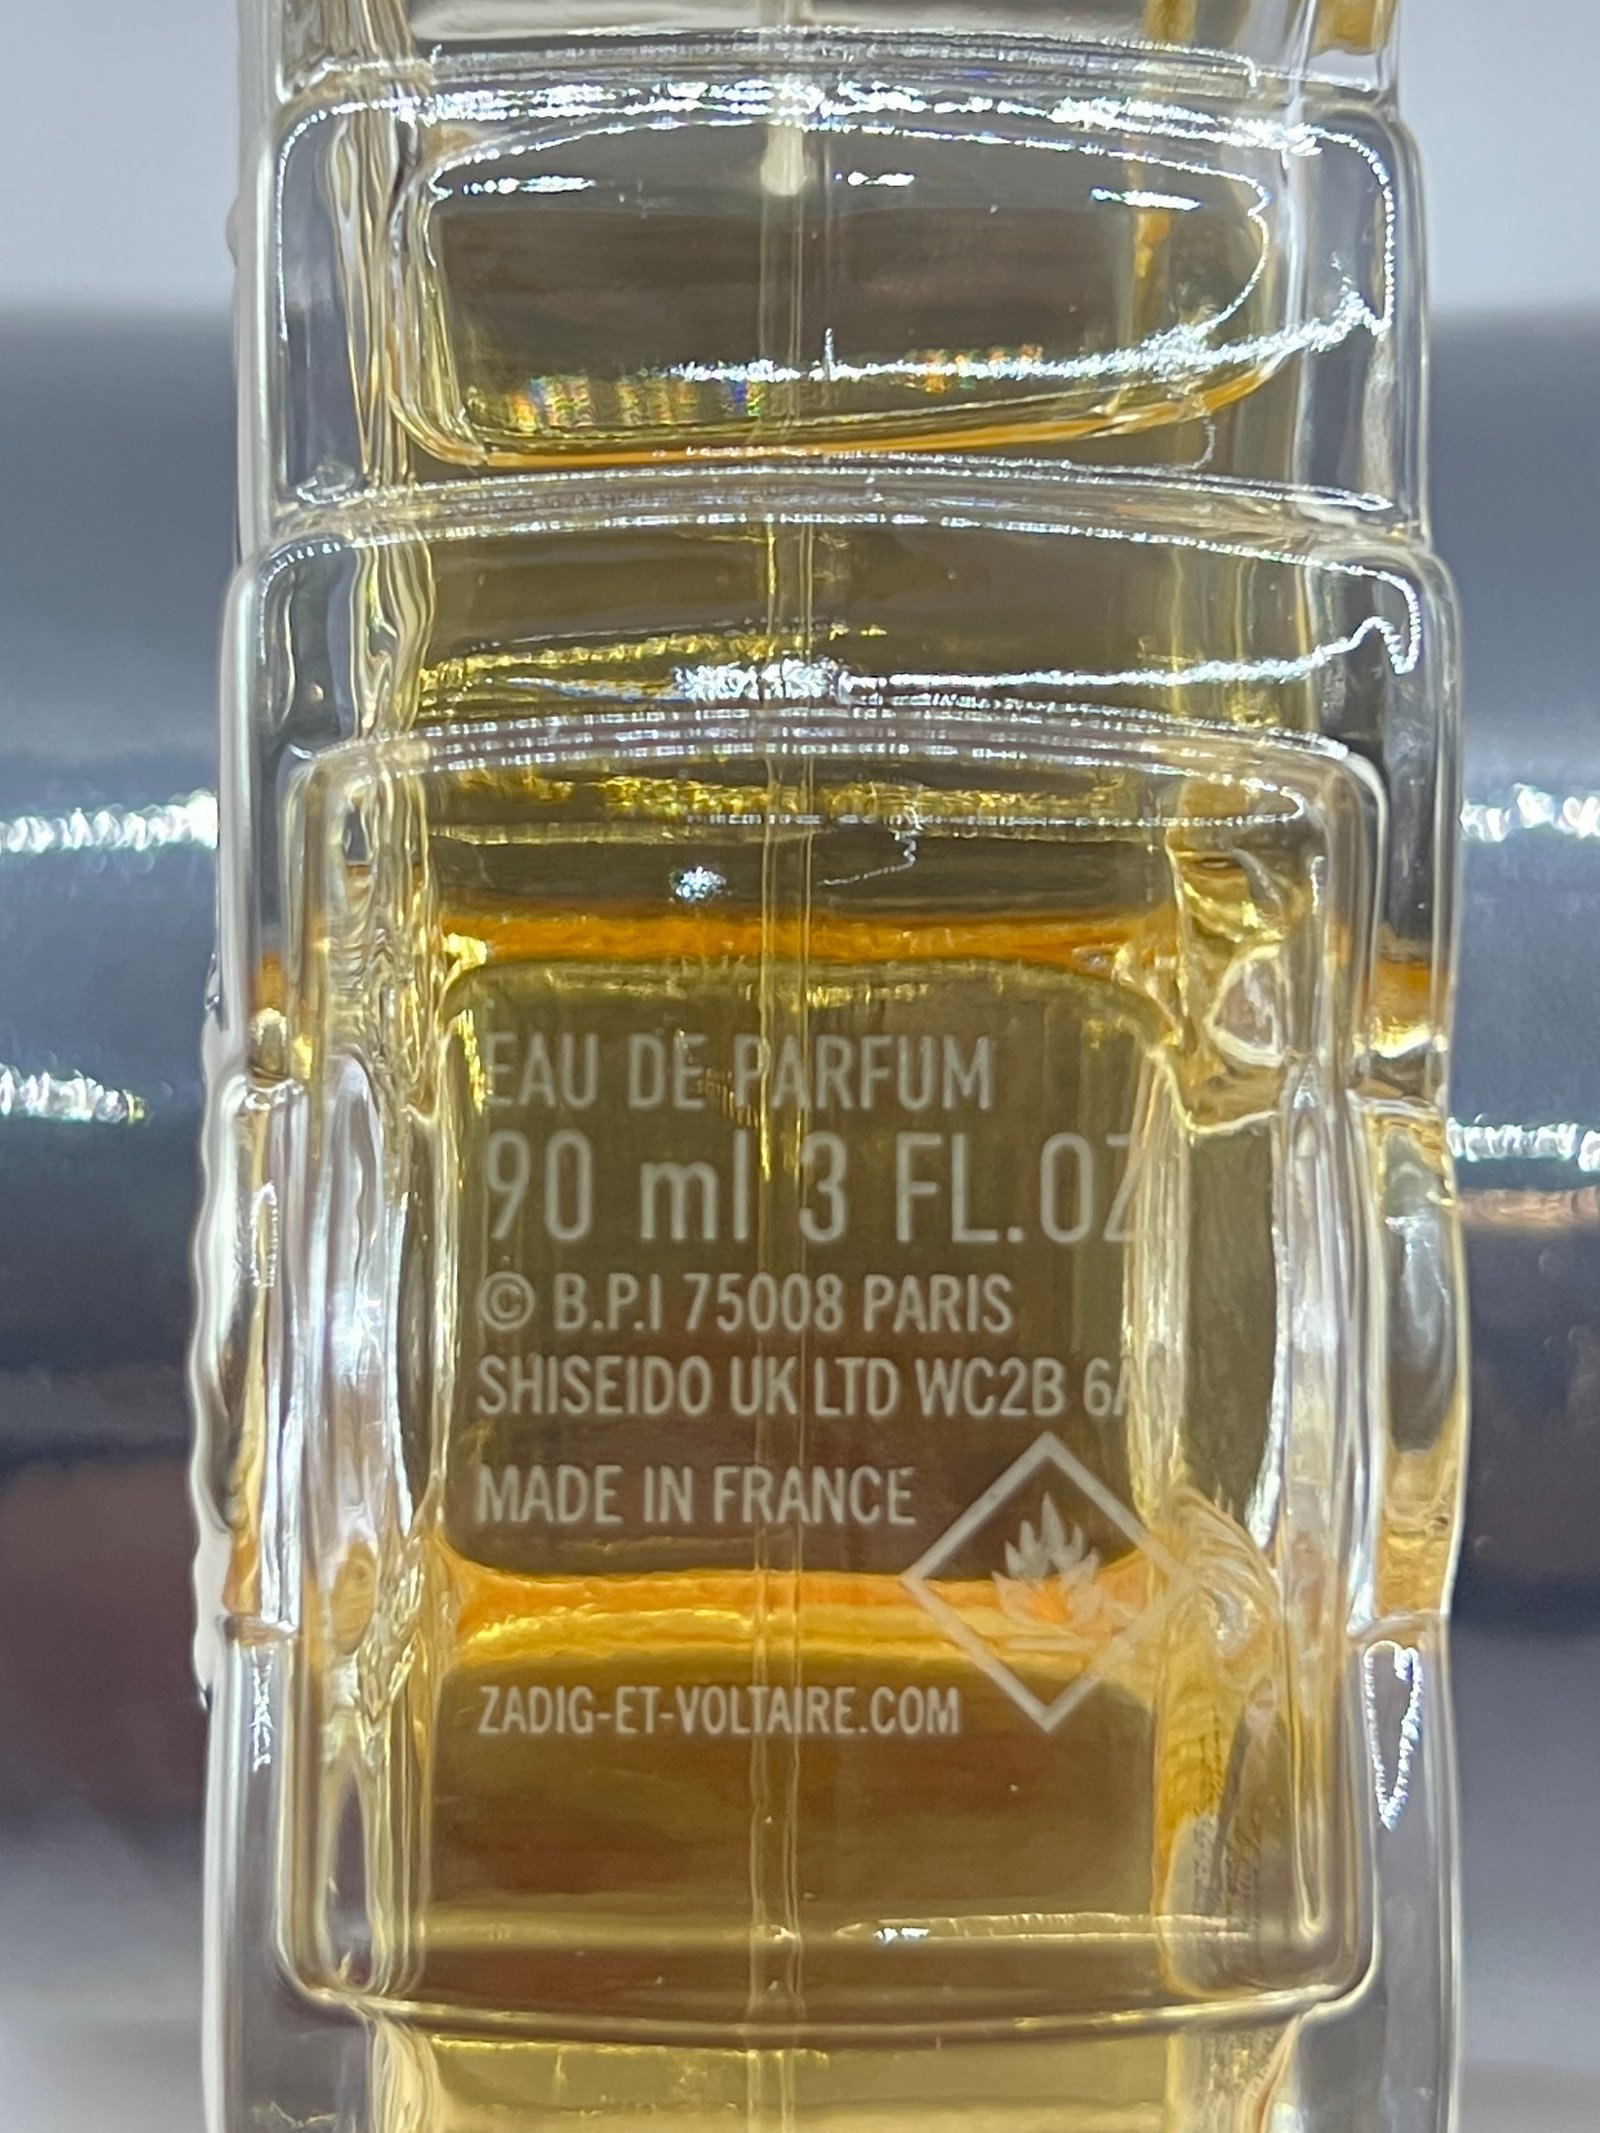 EAU DE PARFUM
90 ml 3 FL.OZ
© B.P.I 75008 PARIS
SHISEIDO UK LTD WC2B
MADE IN FRANCE
ZADIG-ET-VOLTAIRE.COM